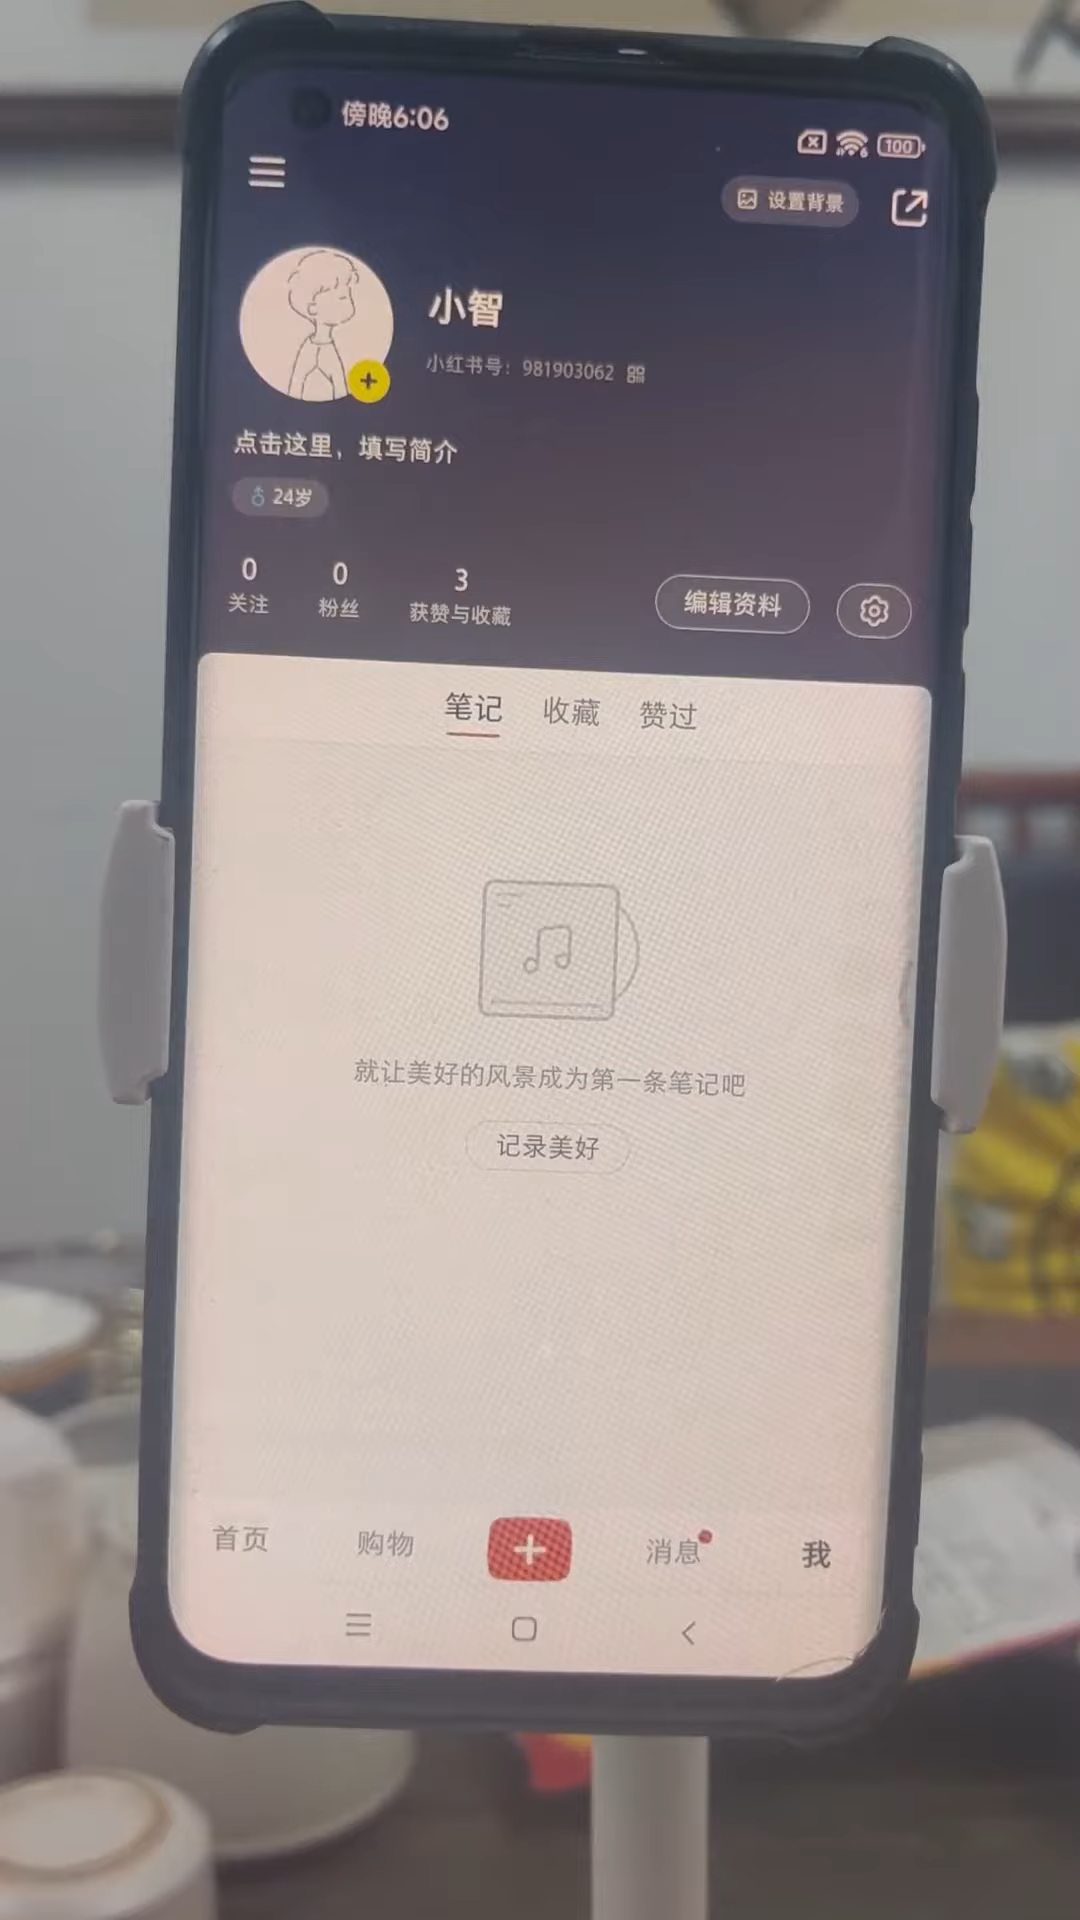 傍晚6:06
100
设置背景
小智
小红书号：981903062
点击这里，填写简介
24岁
0 0 3
关注 粉丝 获赞与收藏
编辑资料
笔记 收藏 赞过
就让美好的风景成为第一条笔记吧
记录美好
首页 购物 消息 我